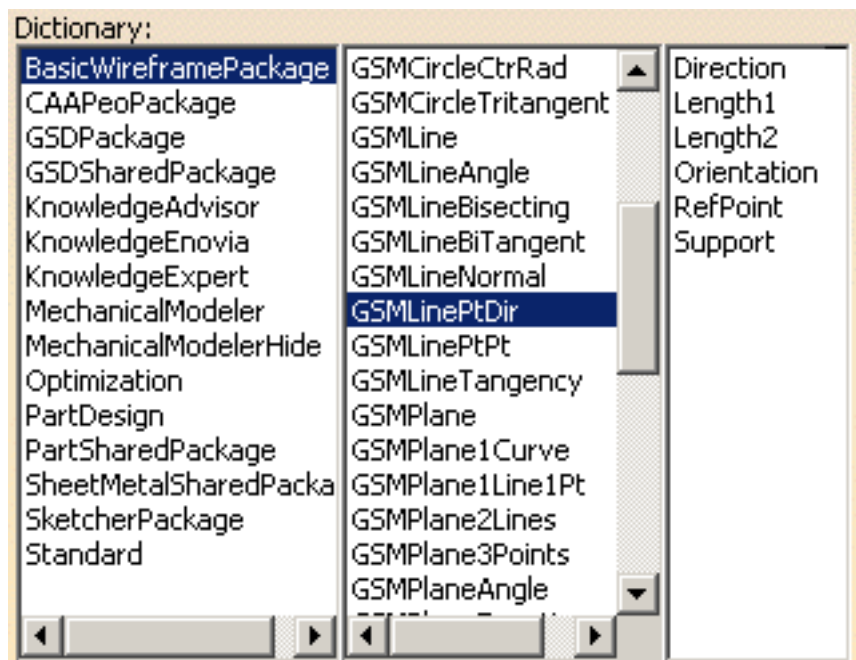 Dictionary:
BasicWireframePackage
CAAPeoPackage
GSDPackage
GSDSharedPackage
KnowledgeAdvisor
KnowledgeEnovia
KnowledgeExpert
MechanicalModeler
MechanicalModelerHide
Optimization
PartDesign
PartSharedPackage
SheetMetalSharedPacka
SketcherPackage
Standard
GSMCircleCtrRad
GSMCircleTritangent
GSMLine
GSMLineAngle
GSMLineBisecting
GSMLineBiTangent
GSMLineNormal
GSMLinePtDir
GSMLinePtPt
GSMLineTangency
GSMPlane
GSMPlane1Curve
GSMPlane1Line1Pt
GSMPlane2Lines
GSMPlane3Points
GSMPlaneAngle
Direction
Length1
Length2
Orientation
RefPoint
Support